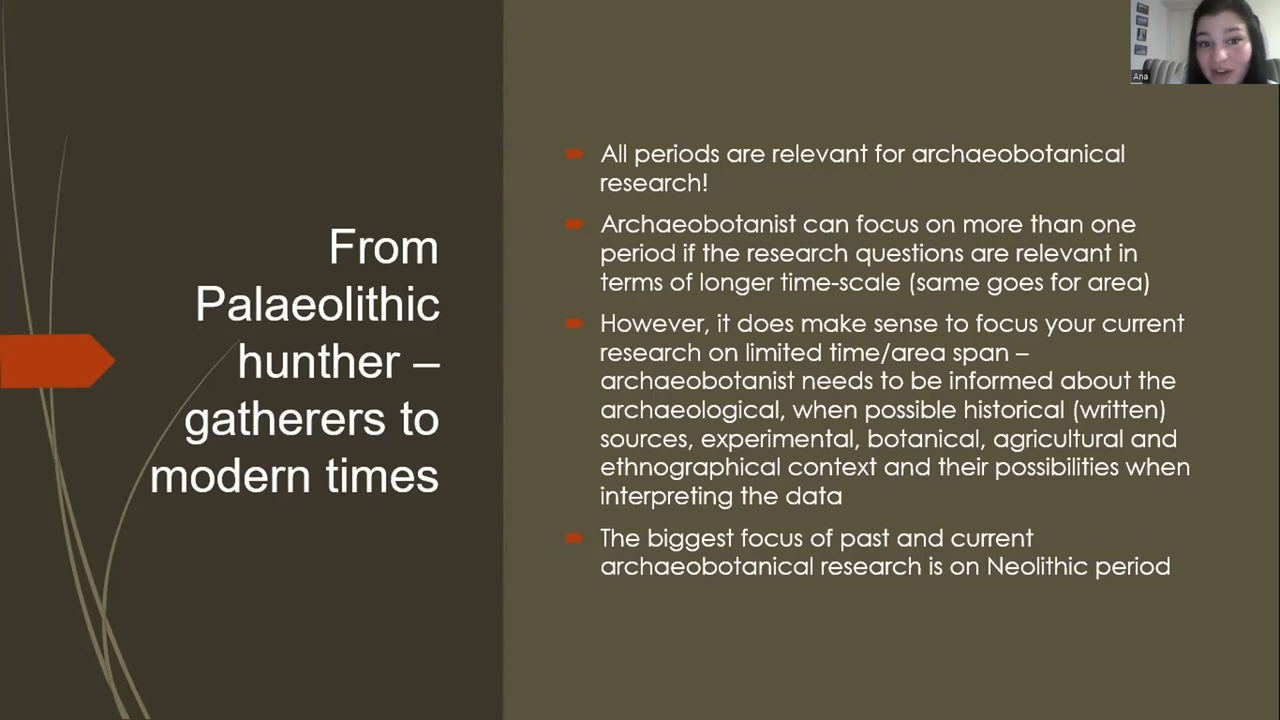 From
Palaeolithic
hunther –
gatherers to
modern times
All periods are relevant for archaeobotanical
research!
Archaeobotanist can focus on more than one
period if the research questions are relevant in
terms of longer time-scale (same goes for area)
However, it does make sense to focus your current
research on limited time/area span –
archaeobotanist needs to be informed about the
archaeological, when possible historical (written)
sources, experimental, botanical, agricultural and
ethnographical context and their possibilities when
interpreting the data
The biggest focus of past and current
archaeobotanical research is on Neolithic period
Ana